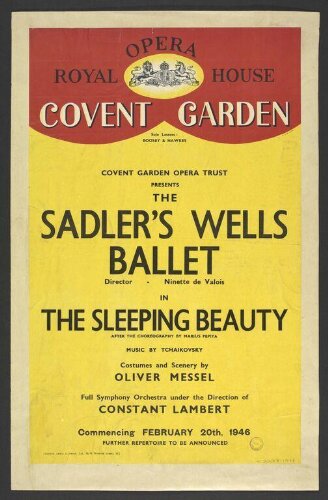 OPERA
ROYAL HOUSE
COVENT GARDEN
Sole Lessees:
BOOSEY & HAWKES
COVENT GARDEN OPERA TRUST
PRESENTS
THE
SADLER'S WELLS
BALLET
Director - Ninette de Valois
IN
THE SLEEPING BEAUTY
AFTER THE CHOREOGRAPHY BY MARIUS PETIPA
MUSIC BY TCHAIKOVSKY
Costumes and Scenery by
OLIVER MESSEL
Full Symphony Orchestra under the Direction of
CONSTANT LAMBERT
Commencing FEBRUARY 20th, 1946
FURTHER REPERTOIRE TO BE ANNOUNCED